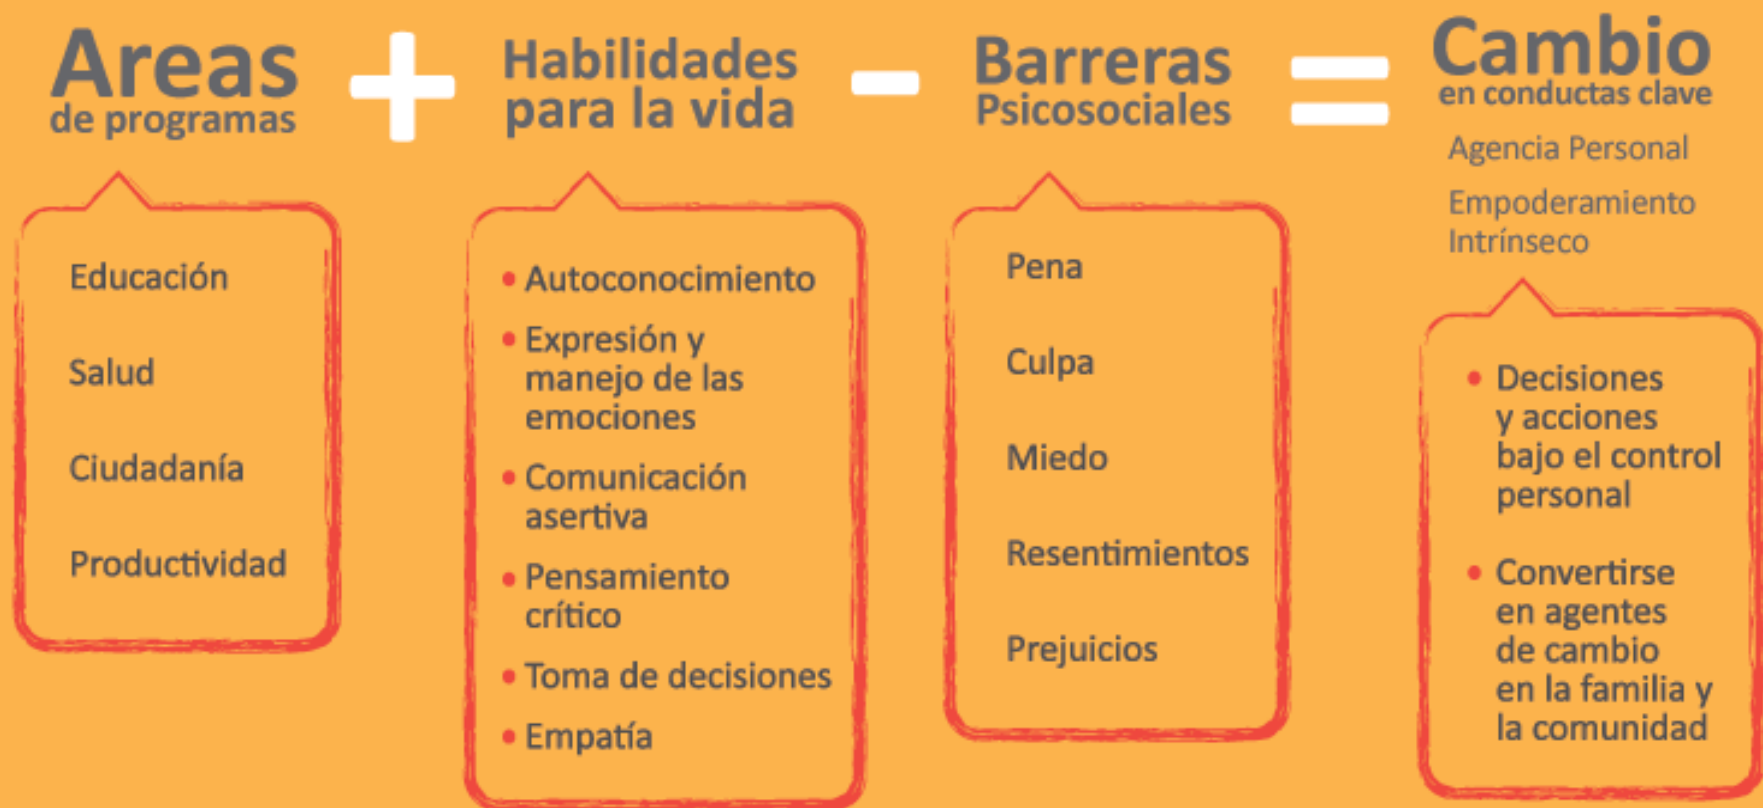 Areas
de programas
+
Habilidades
para la vida
-
Barreras
Psicosociales
=
Cambio
en conductas clave
Agencia Personal
Empoderamiento
Intrínseco
Educación
Salud
Ciudadanía
Productividad
• Autoconocimiento
• Expresión y
manejo de las
emociones
• Comunicación
asertiva
• Pensamiento
crítico
• Toma de decisiones
• Empatía
Pena
Culpa
Miedo
Resentimientos
Prejuicios
• Decisiones
y acciones
bajo el control
personal
• Convertirse
en agentes
de cambio
en la familia y
la comunidad